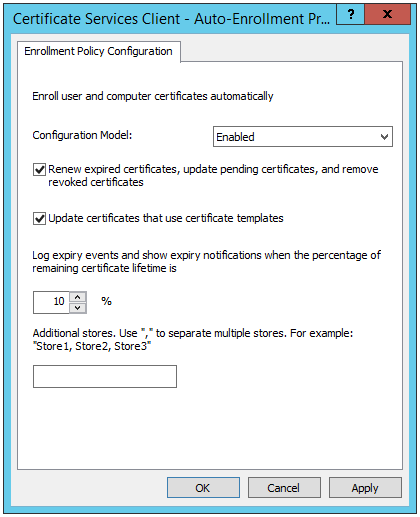 Certificate Services Client - Auto-Enrollment Pr... ? x
Enrollment Policy Configuration
Enroll user and computer certificates automatically
Configuration Model: Enabled
Renew expired certificates, update pending certificates, and remove
revoked certificates
Update certificates that use certificate templates
Log expiry events and show expiry notifications when the percentage of
remaining certificate lifetime is
10 %
Additional stores. Use "," to separate multiple stores. For example:
"Store1, Store2, Store3"
OK Cancel Apply